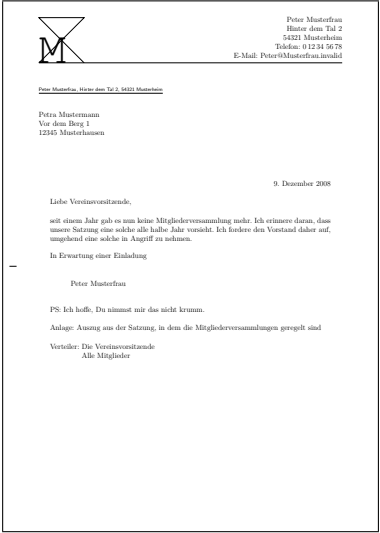 M
Peter Musterfrau
Hinter dem Tal 2
54321 Musterheim
Telefon: 0 12 34 56 78
E-Mail: Peter@Musterfrau.invalid
Peter Musterfrau, Hinter dem Tal 2, 54321 Musterheim
Petra Mustermann
Vor dem Berg 1
12345 Musterhausen
9. Dezember 2008
Liebe Vereinsvorsitzende,
seit einem Jahr gab es nun keine Mitgliederversammlung mehr. Ich erinnere daran, dass
unsere Satzung eine solche alle halbe Jahr vorsieht. Ich fordere den Vorstand daher auf,
umgehend eine solche in Angriff zu nehmen.
In Erwartung einer Einladung
Peter Musterfrau
PS: Ich hoffe, Du nimmst mir das nicht krumm.
Anlage: Auszug aus der Satzung, in dem die Mitgliederversammlungen geregelt sind
Verteiler: Die Vereinsvorsitzende
Alle Mitglieder